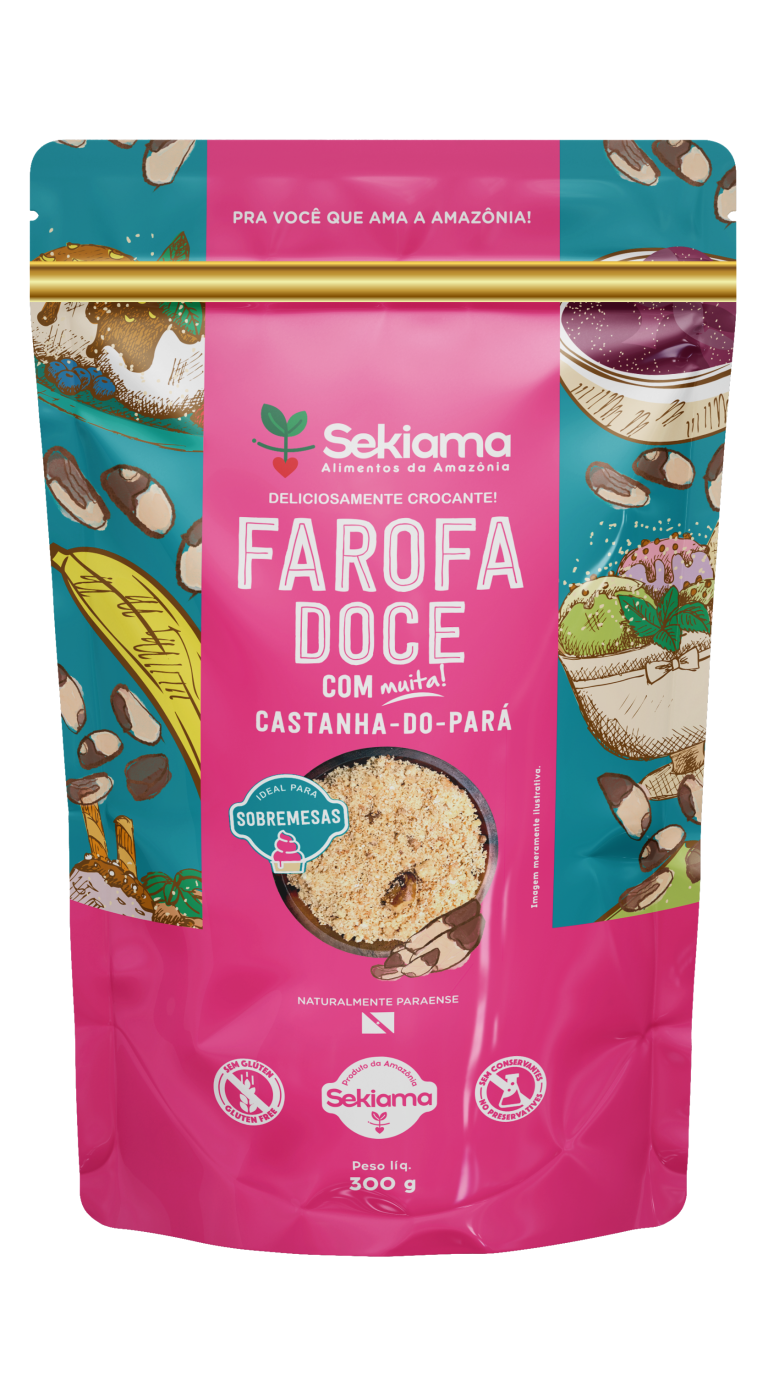 PRA VOCÊ QUE AMA A AMAZÔNIA!
Sekiama
Alimentos da Amazônia
DELICIOSAMENTE CROCANTE!
FAROFA
DOCE
COM muita!
CASTANHA-DO-PARÁ
IDEAL PARA
SOBREMESAS
Imagem meramente ilustrativa.
NATURALMENTE PARAENSE
SEM GLÚTEN
GLUTEN FREE
Produto da Amazônia
Sekiama
SEM CONSERVANTES
NO PRESERVATIVES
Peso líq.
300 g